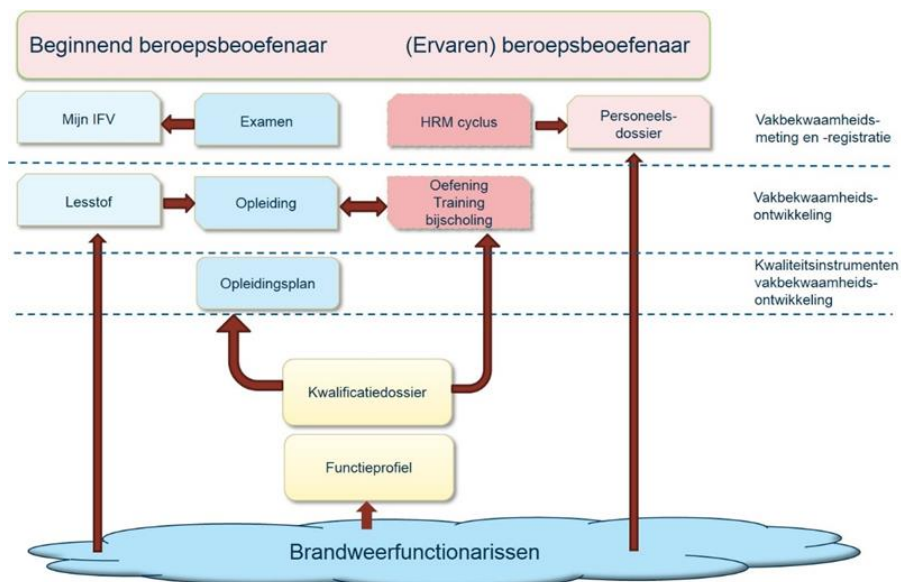 Beginnend beroepsbeoefenaar
(Ervaren) beroepsbeoefenaar
Mijn IFV
Examen
HRM cyclus
Personeels-
dossier
Vakbekwaamheids-
meting en -registratie
Lesstof
Opleiding
Oefening
Training
bijscholing
Vakbekwaamheids-
ontwikkeling
Opleidingsplan
Kwaliteitsinstrumenten
vakbekwaamheids-
ontwikkeling
Kwalificatiedossier
Functieprofiel
Brandweerfunctionarissen